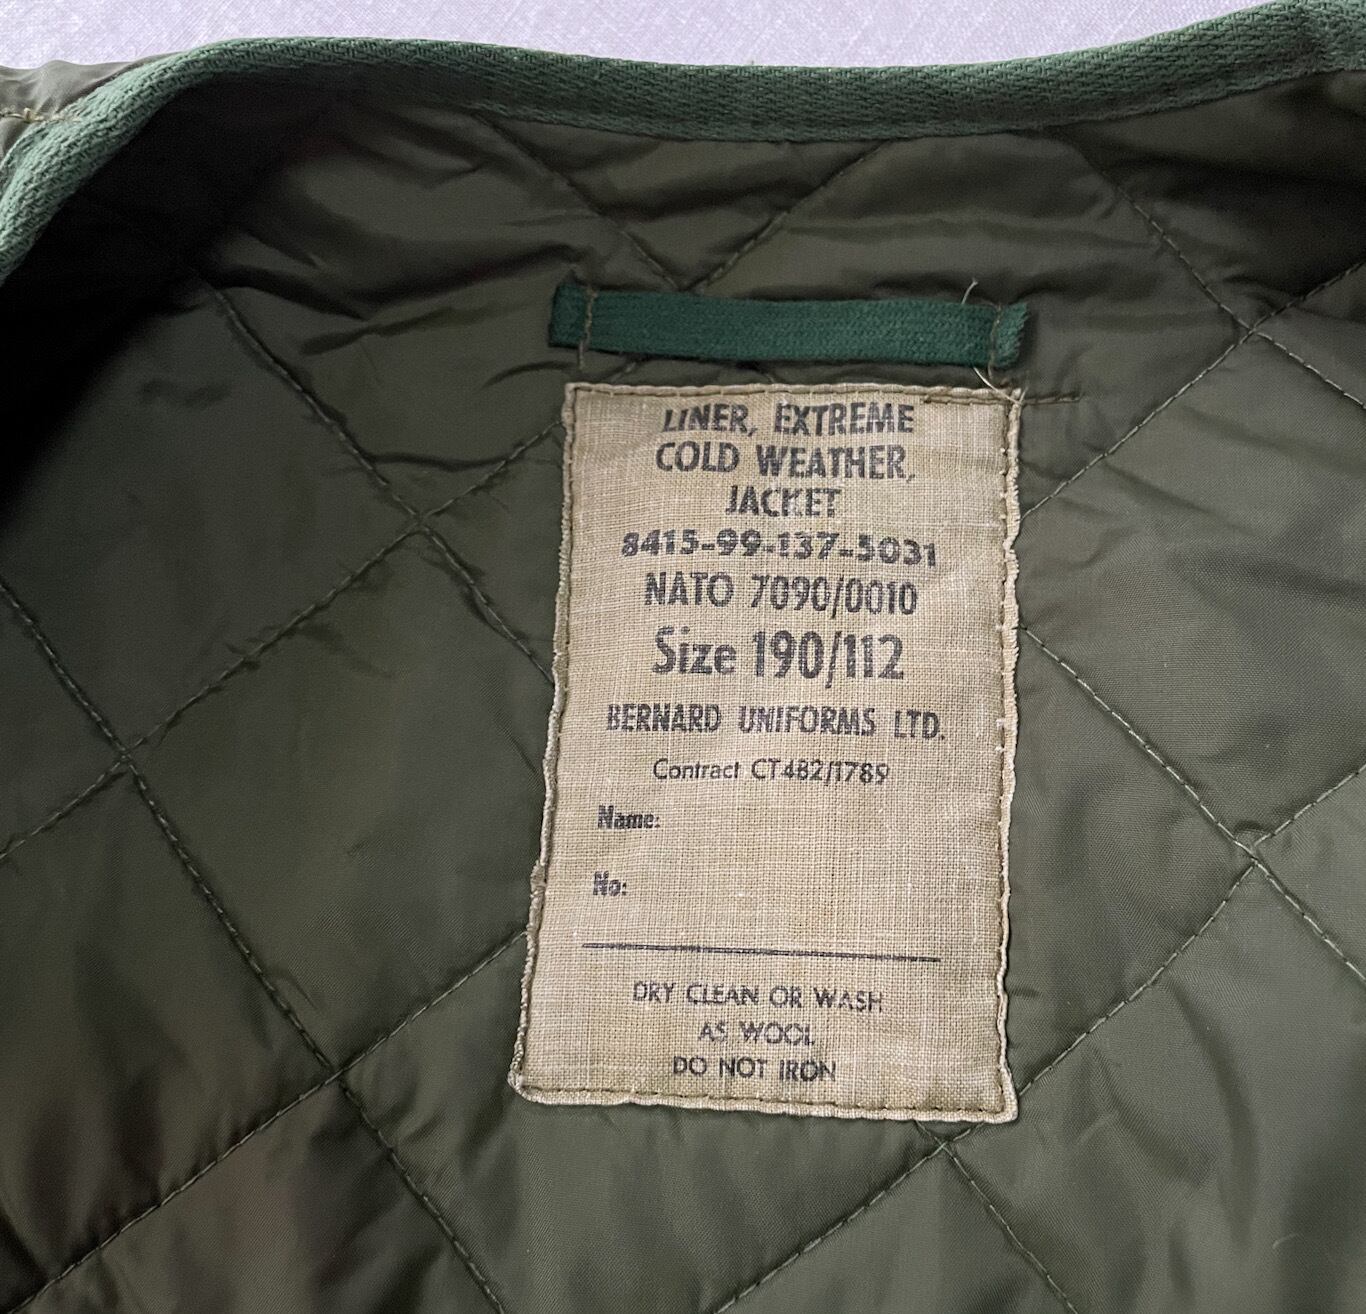 LINER, EXTREME
COLD WEATHER,
JACKET
8415-99-137-5031
NATO 7090/0010
Size 190/112
BERNARD UNIFORMS LTD.
Contract CT482/1789
Name:
No:
DRY CLEAN OR WASH
AS WOOL
DO NOT IRON